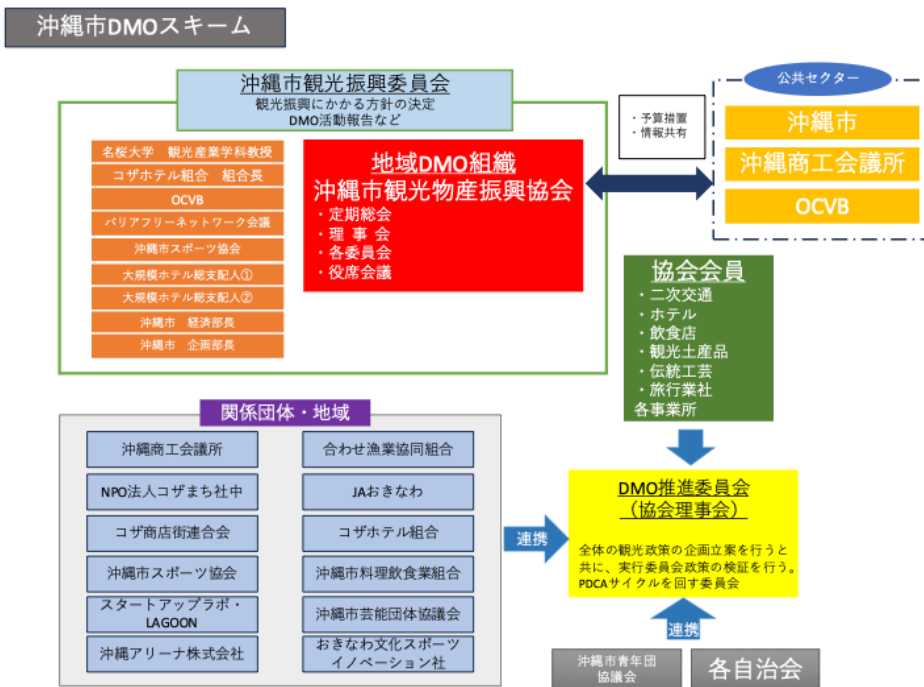 沖縄市DMOスキーム
沖縄市観光振興委員会
観光振興にかかる方針の決定
DMO活動報告など
名桜大学 観光産業学科教授
コザホテル組合 組合長
OCVB
バリアフリーネットワーク会議
沖縄市スポーツ協会
大規模ホテル総支配人①
大規模ホテル総支配人②
沖縄市 経済部長
沖縄市 企画部長
地域DMO組織
沖縄市観光物産振興協会
・定期総会
・理 事 会
・各委員会
・役席会議
・予算措置
・情報共有
公共セクター
沖縄市
沖縄商工会議所
OCVB
協会会員
・二次交通
・ホテル
・飲食店
・観光土産品
・伝統工芸
・旅行業社
各事業所
関係団体・地域
沖縄商工会議所
NPO法人コザまち社中
コザ商店街連合会
沖縄市スポーツ協会
スタートアップラボ・
LAGOON
沖縄アリーナ株式会社
合わせ漁業協同組合
JAおきなわ
コザホテル組合
沖縄市料理飲食業組合
沖縄市芸能団体協議会
おきなわ文化スポーツ
イノベーション社
連携
DMO推進委員会
（協会理事会）
全体の観光政策の企画立案を行うと
共に、実行委員会政策の検証を行う。
PDCAサイクルを回す委員会
連携
沖縄市青年団
協議会
各自治会